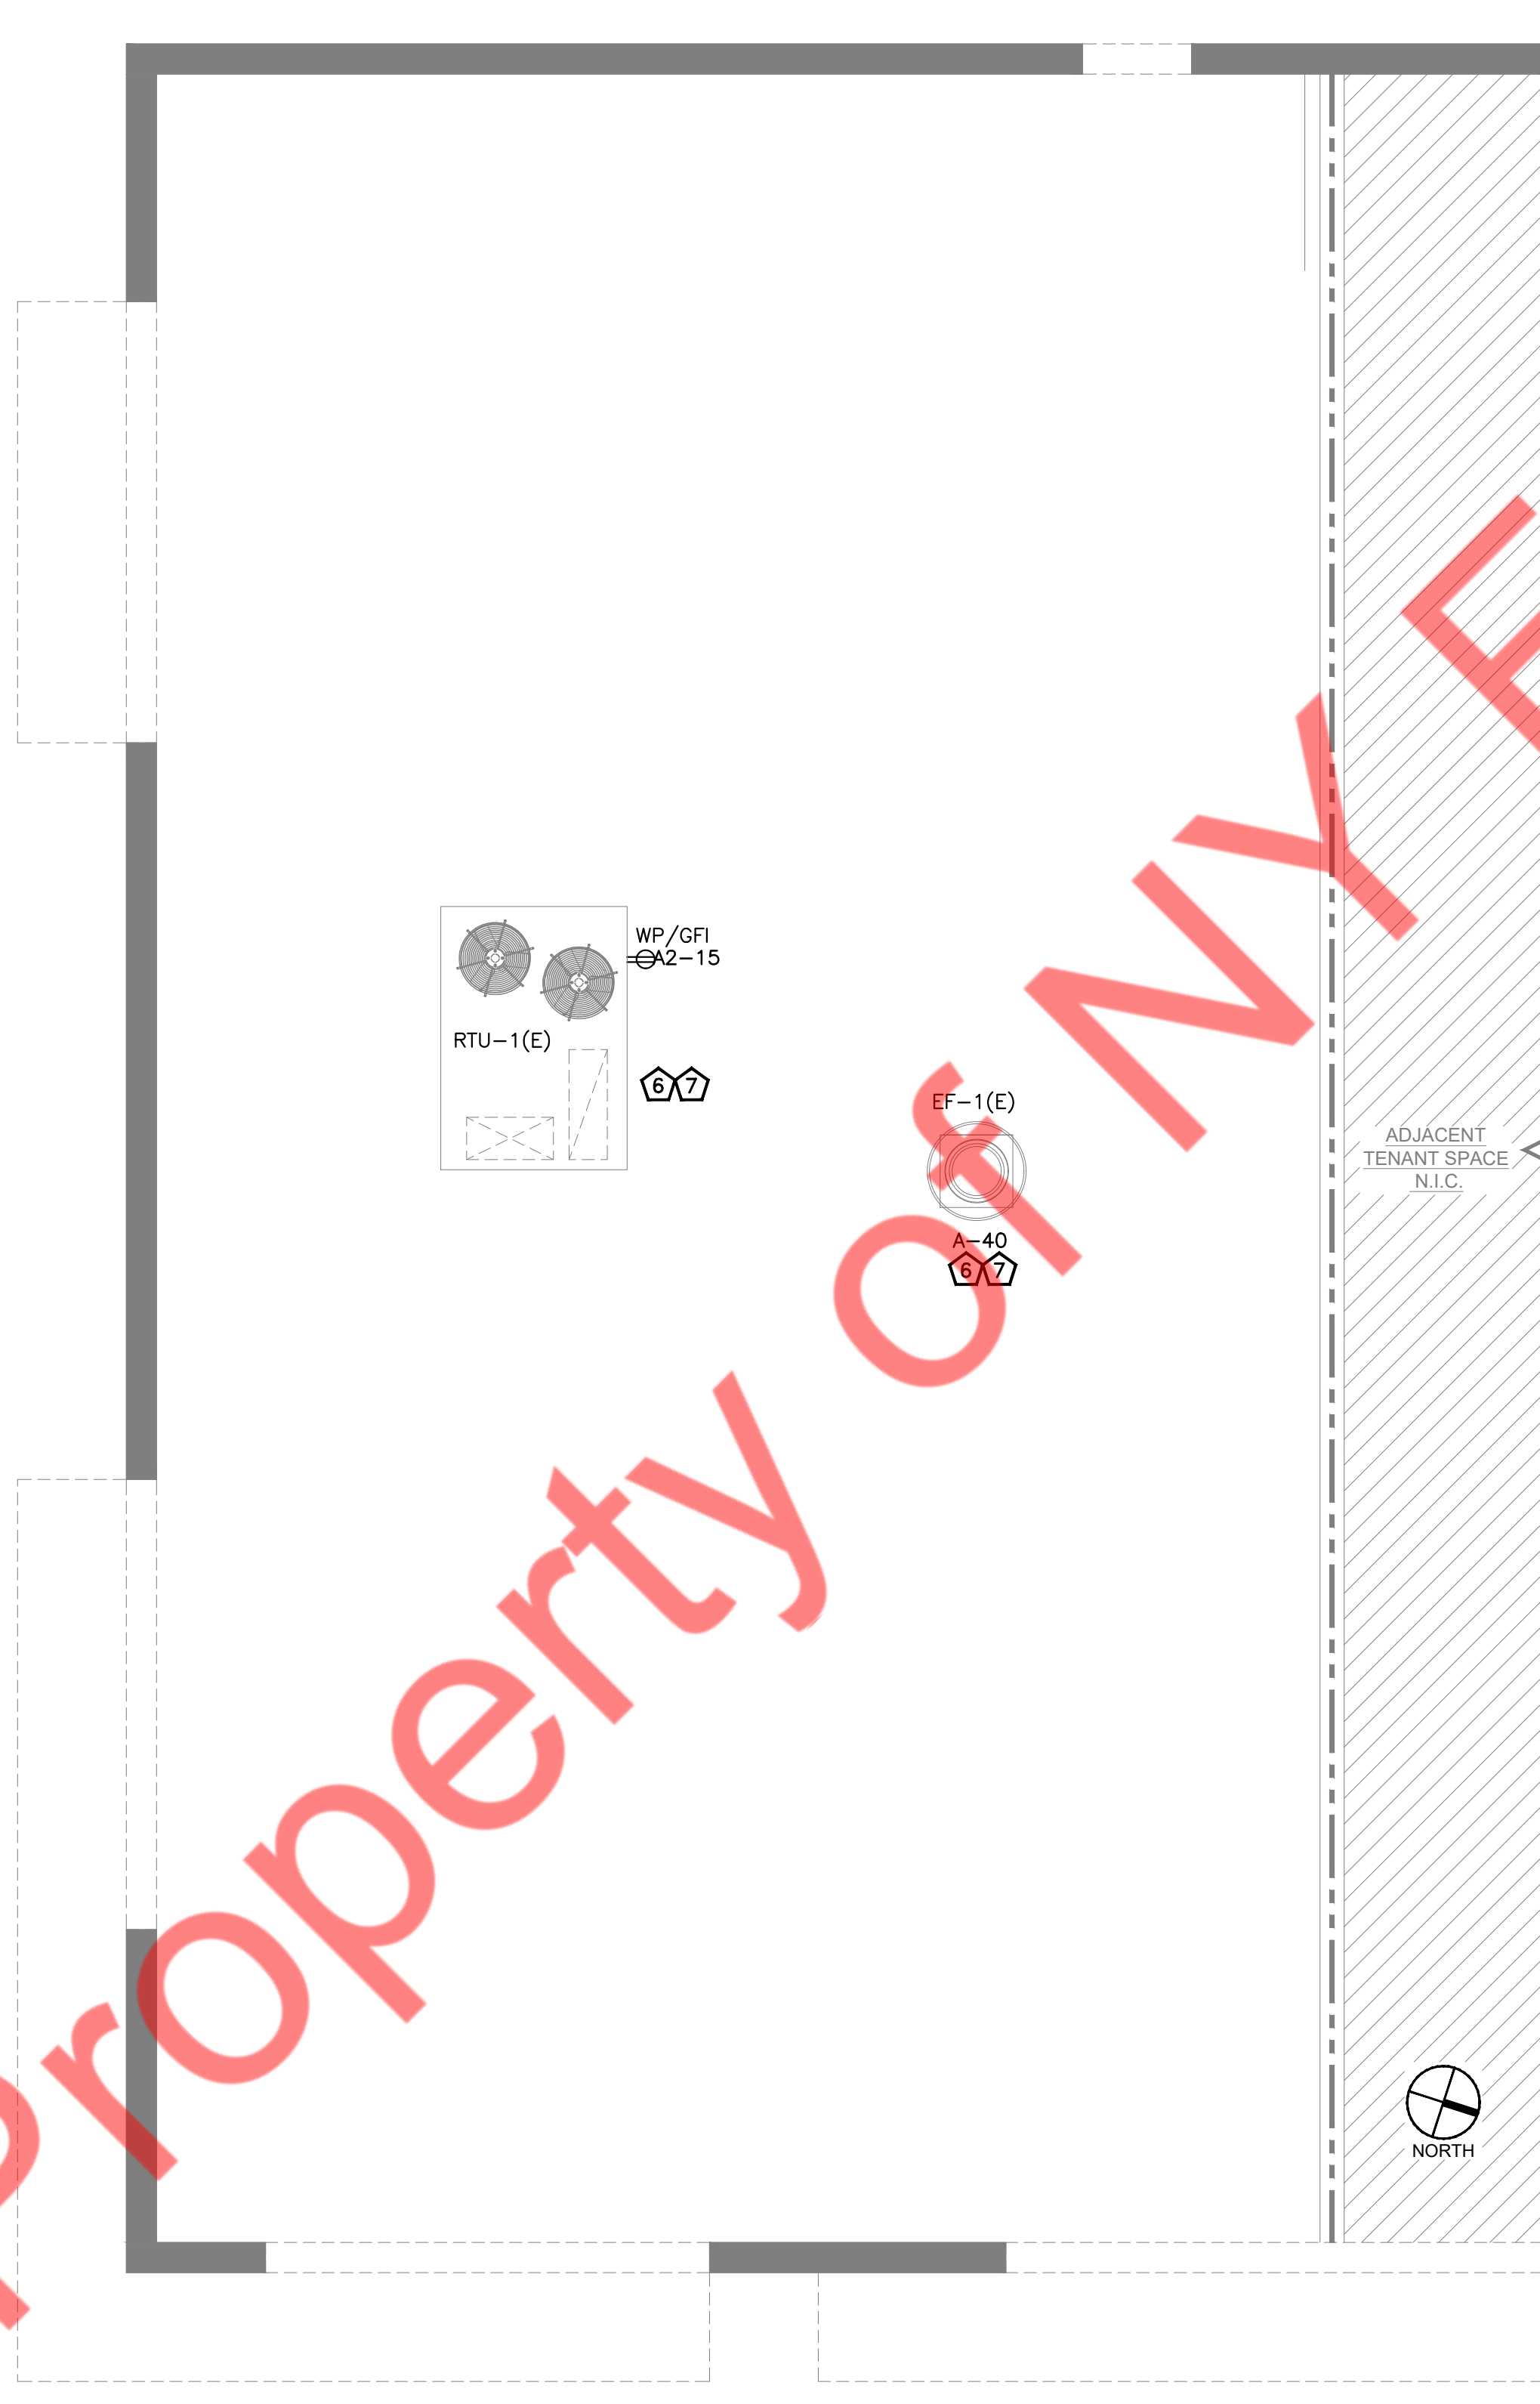 WP/GFI
A2-15
RTU-1(E)
6 7
EF-1(E)
A-40
6 7
ADJACENT
TENANT SPACE
N.I.C.
NORTH
Property of NY